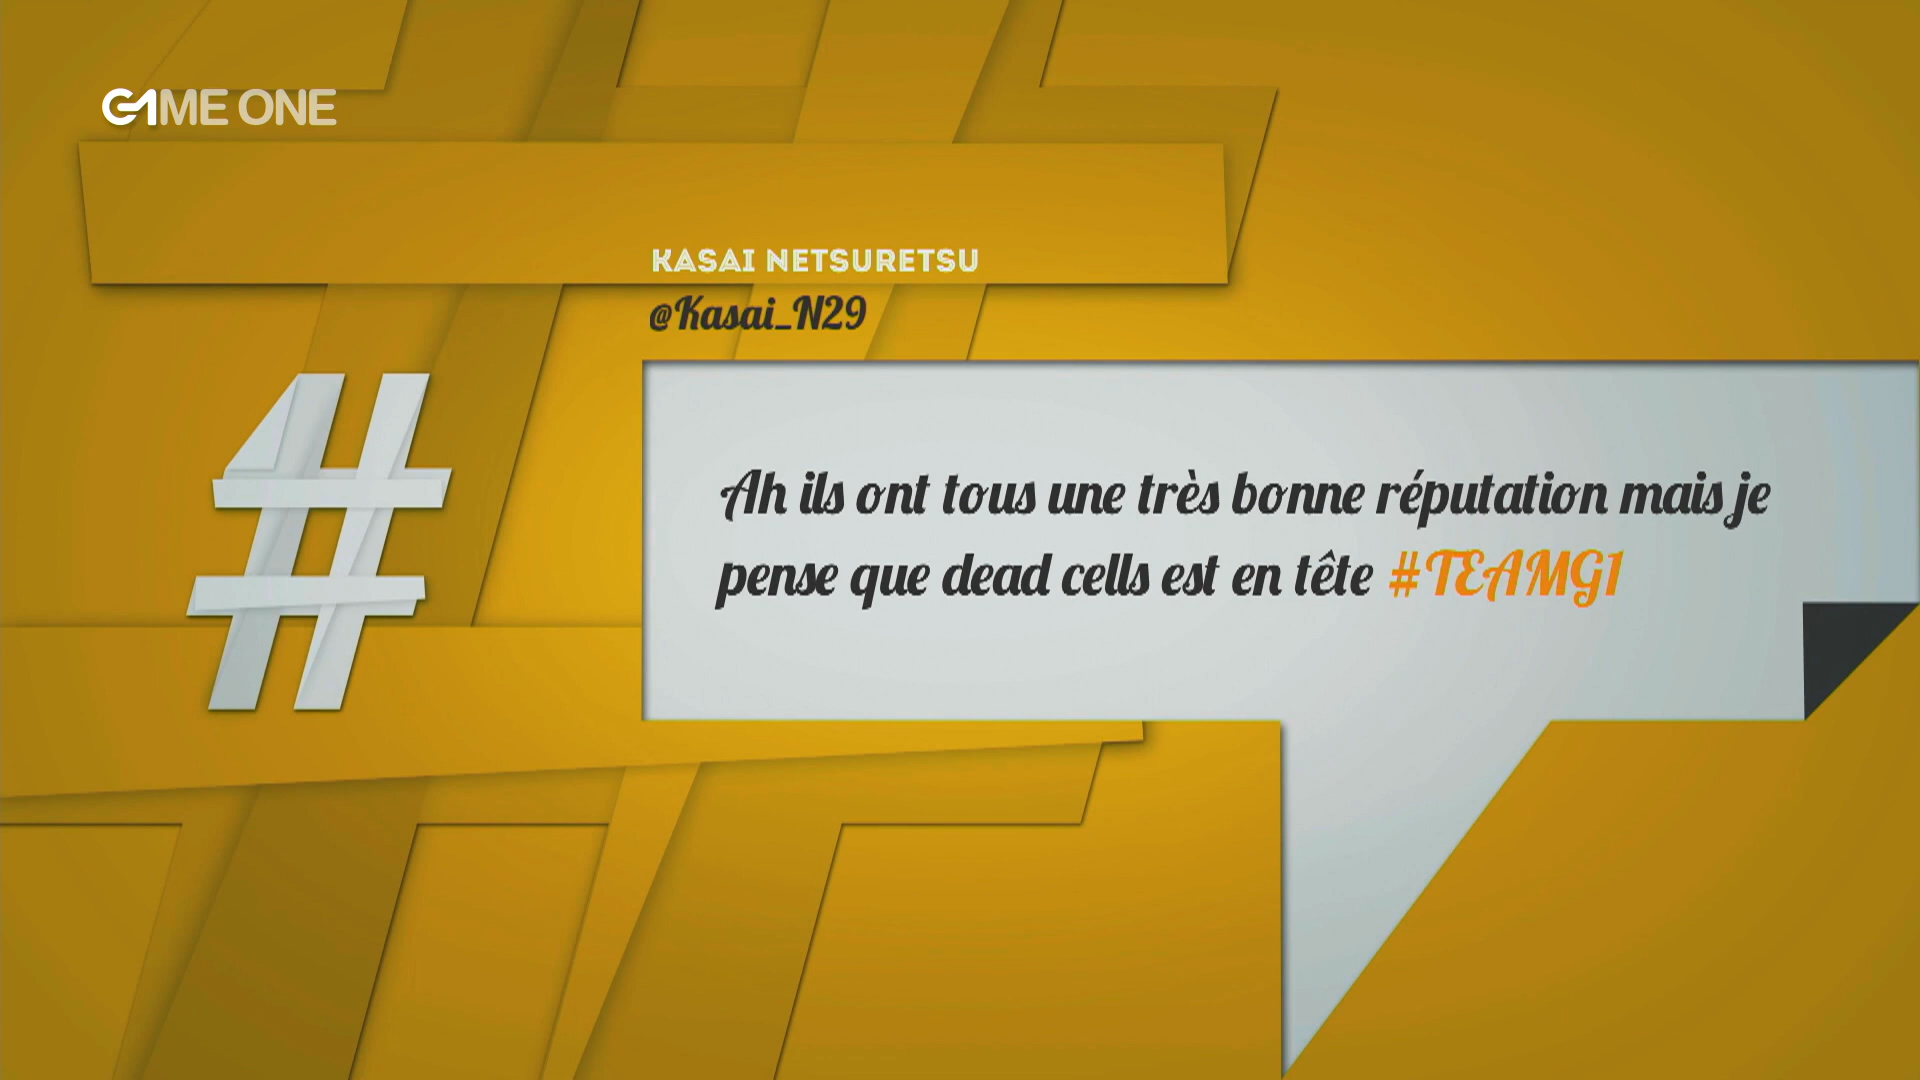 GAME ONE
KASAI NETSURETSU
@Kasai_N29
Ah ils ont tous une très bonne réputation mais je
pense que dead cells est en tête #TEAMG1